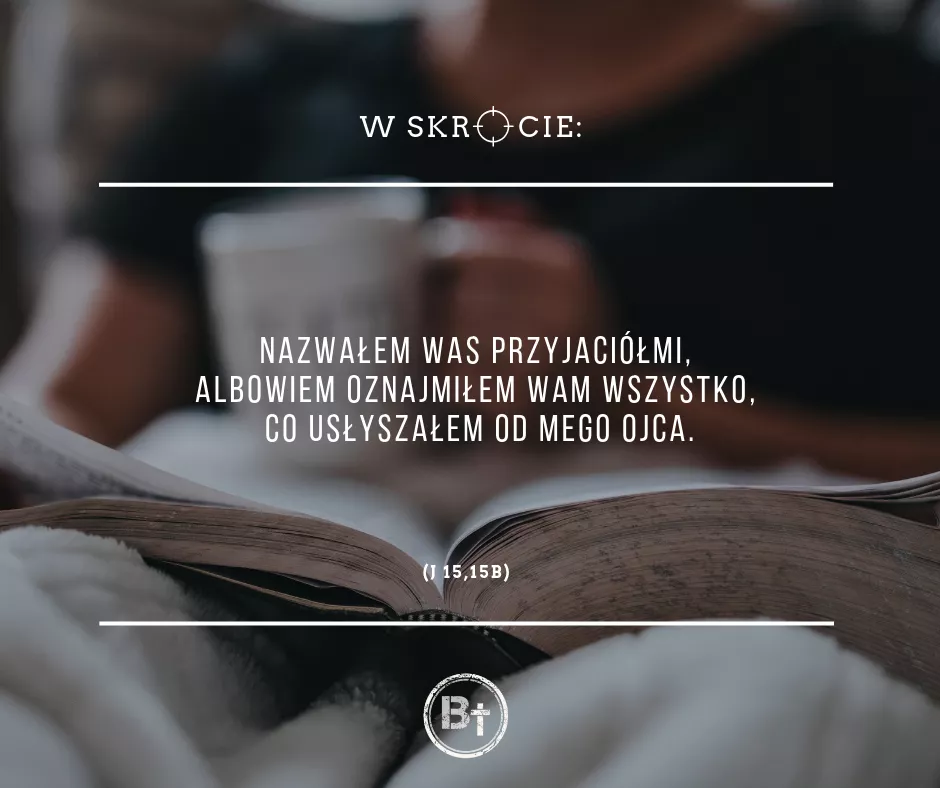 W SKRÓCIE:
NAZWAŁEM WAS PRZYJACIÓŁMI,
ALBOWIEM OZNAJMIŁEM WAM WSZYSTKO,
CO USŁYSZAŁEM OD MEGO OJCA.
(J 15,15B)
B†